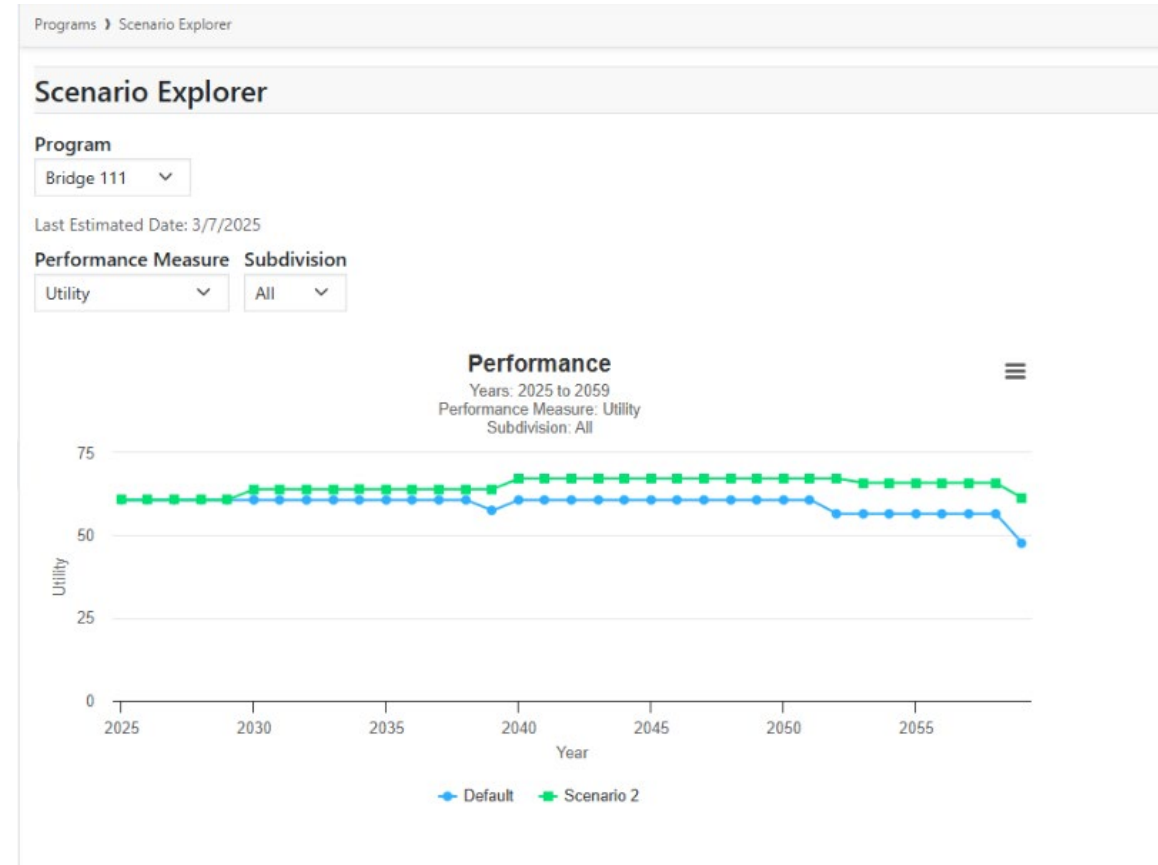 Programs ❱ Scenario Explorer
Scenario Explorer
Program
Bridge 111
Last Estimated Date: 3/7/2025
Performance Measure Subdivision
Utility All
Performance
Years: 2025 to 2059
Performance Measure: Utility
Subdivision: All
75
50
25
0
Utility
2025 2030 2035 2040 2045 2050 2055
Year
Default Scenario 2